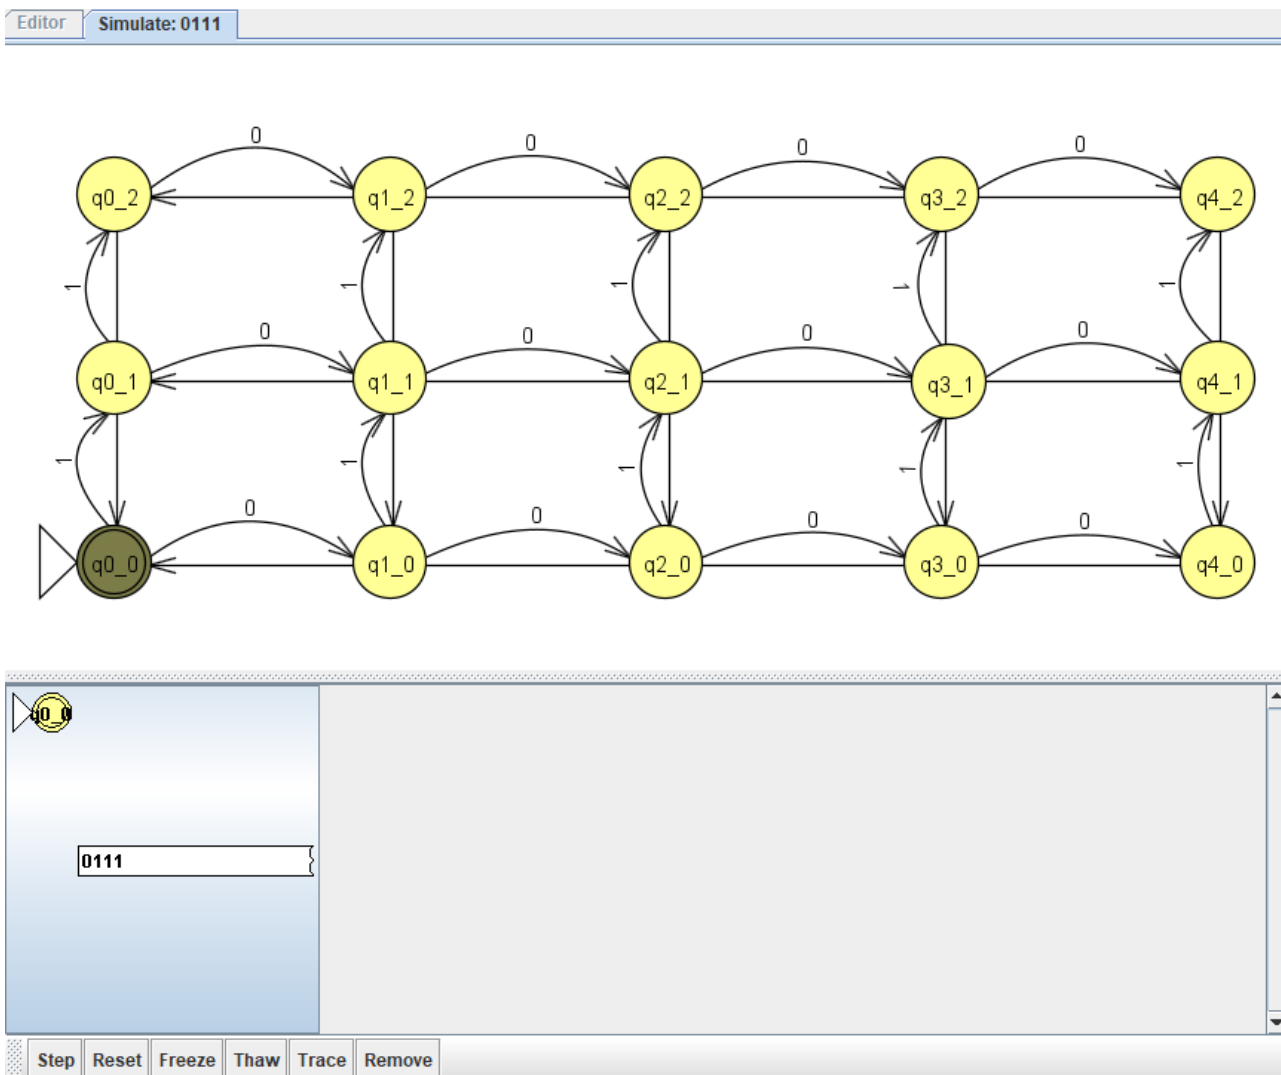 Editor Simulate: 0111
0 0 0 0
q0_2 q1_2 q2_2 q3_2 q4_2
1 1 1 1 1
0 0 0 0
q0_1 q1_1 q2_1 q3_1 q4_1
1 1 1 1 1
0 0 0 0
q0_0 q1_0 q2_0 q3_0 q4_0
q0_0
0111
Step Reset Freeze Thaw Trace Remove